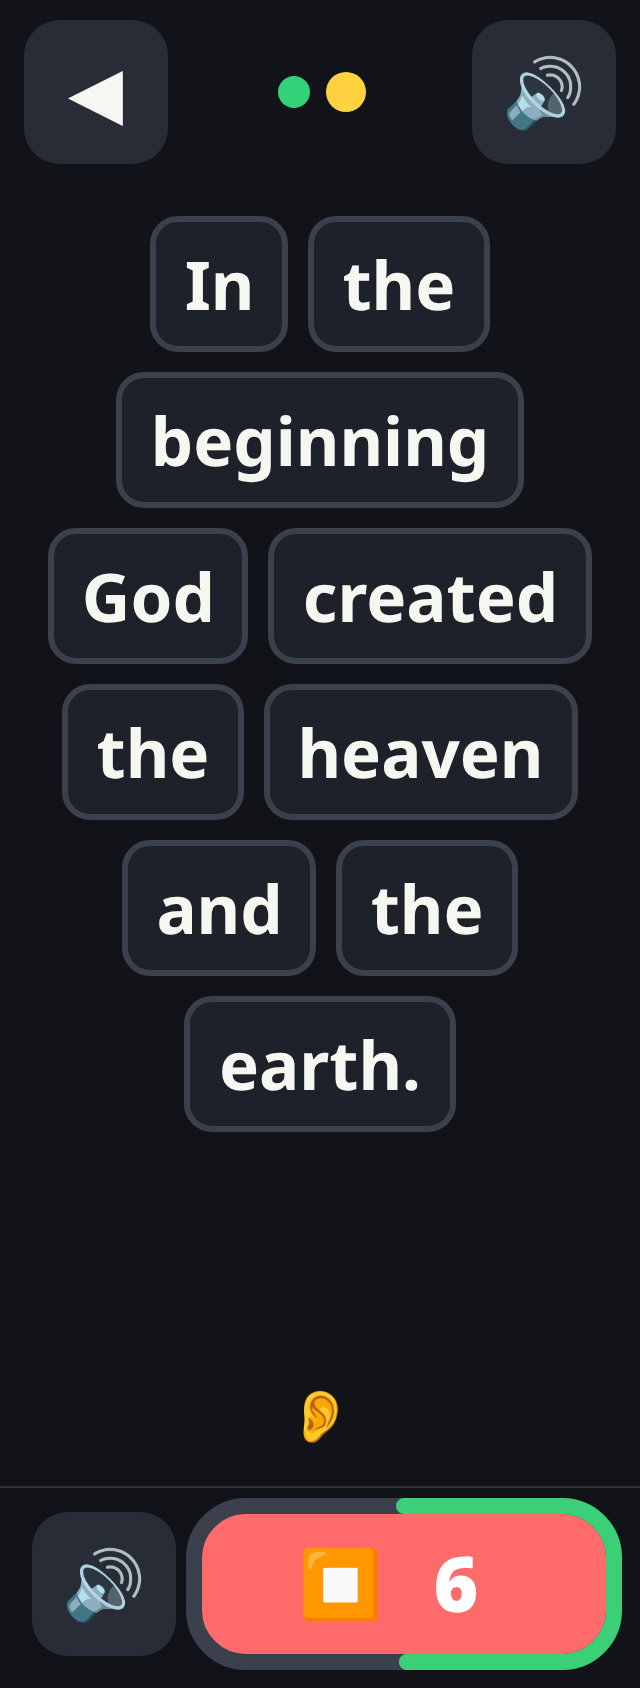 In the
beginning
God created
the heaven
and the
earth.
6